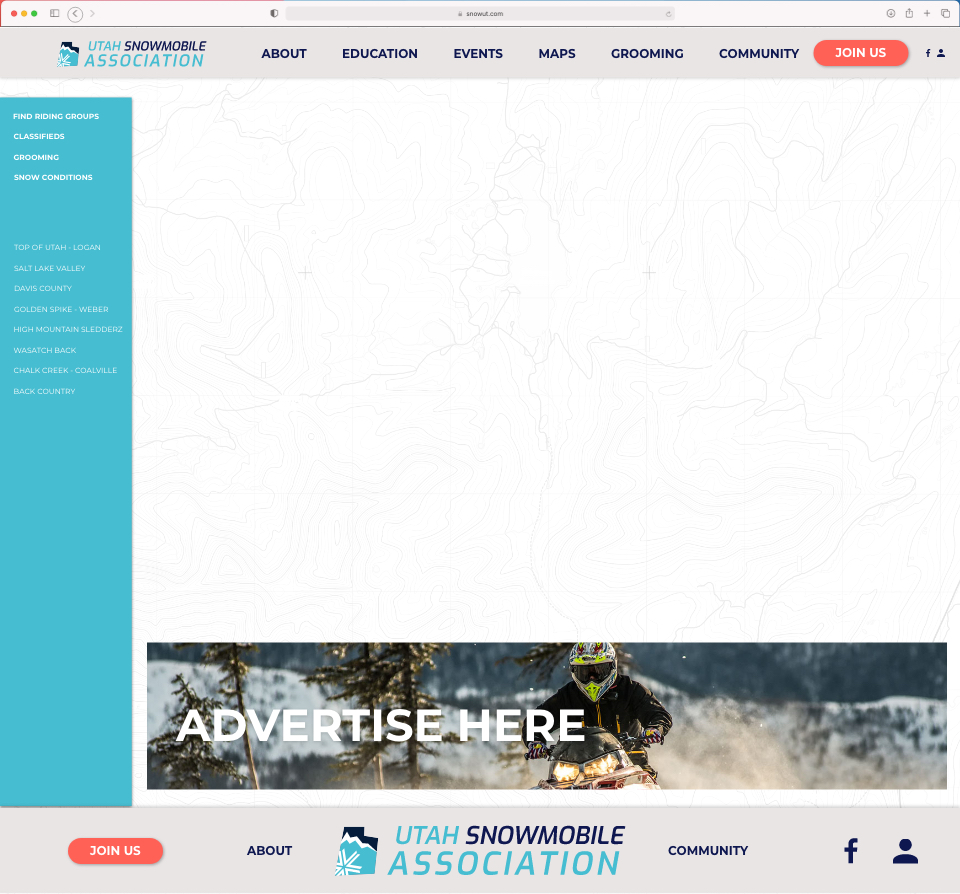 snowut.com
UTAH SNOWMOBILE
ASSOCIATION
ABOUT
EDUCATION
EVENTS
MAPS
GROOMING
COMMUNITY
JOIN US
FIND RIDING GROUPS
CLASSIFIEDS
GROOMING
SNOW CONDITIONS
TOP OF UTAH - LOGAN
SALT LAKE VALLEY
DAVIS COUNTY
GOLDEN SPIKE - WEBER
HIGH MOUNTAIN SLEDDERZ
WASATCH BACK
CHALK CREEK - COALVILLE
BACK COUNTRY
ADVERTISE HERE
JOIN US
ABOUT
UTAH SNOWMOBILE
ASSOCIATION
COMMUNITY